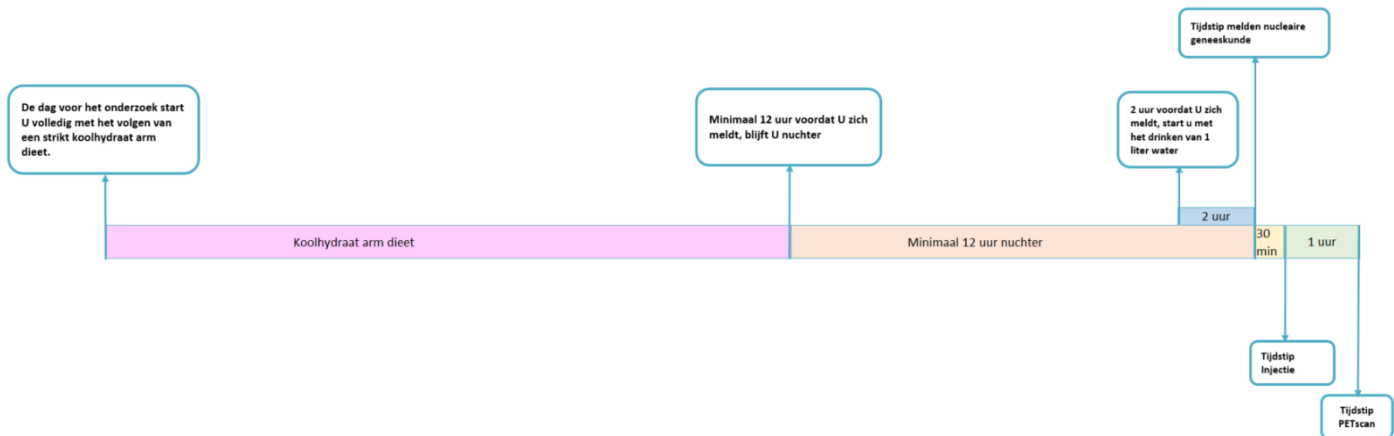 Tijdstip melden nucleaire
geneeskunde
De dag voor het onderzoek start
U volledig met het volgen van
een strikt koolhydraat arm
dieet.
Minimaal 12 uur voordat U zich
meldt, blijft U nuchter
2 uur voordat U zich
meldt, start u met
het drinken van 1
liter water
2 uur
Koolhydraat arm dieet
Minimaal 12 uur nuchter
30
min
1 uur
Tijdstip
Injectie
Tijdstip
PETscan